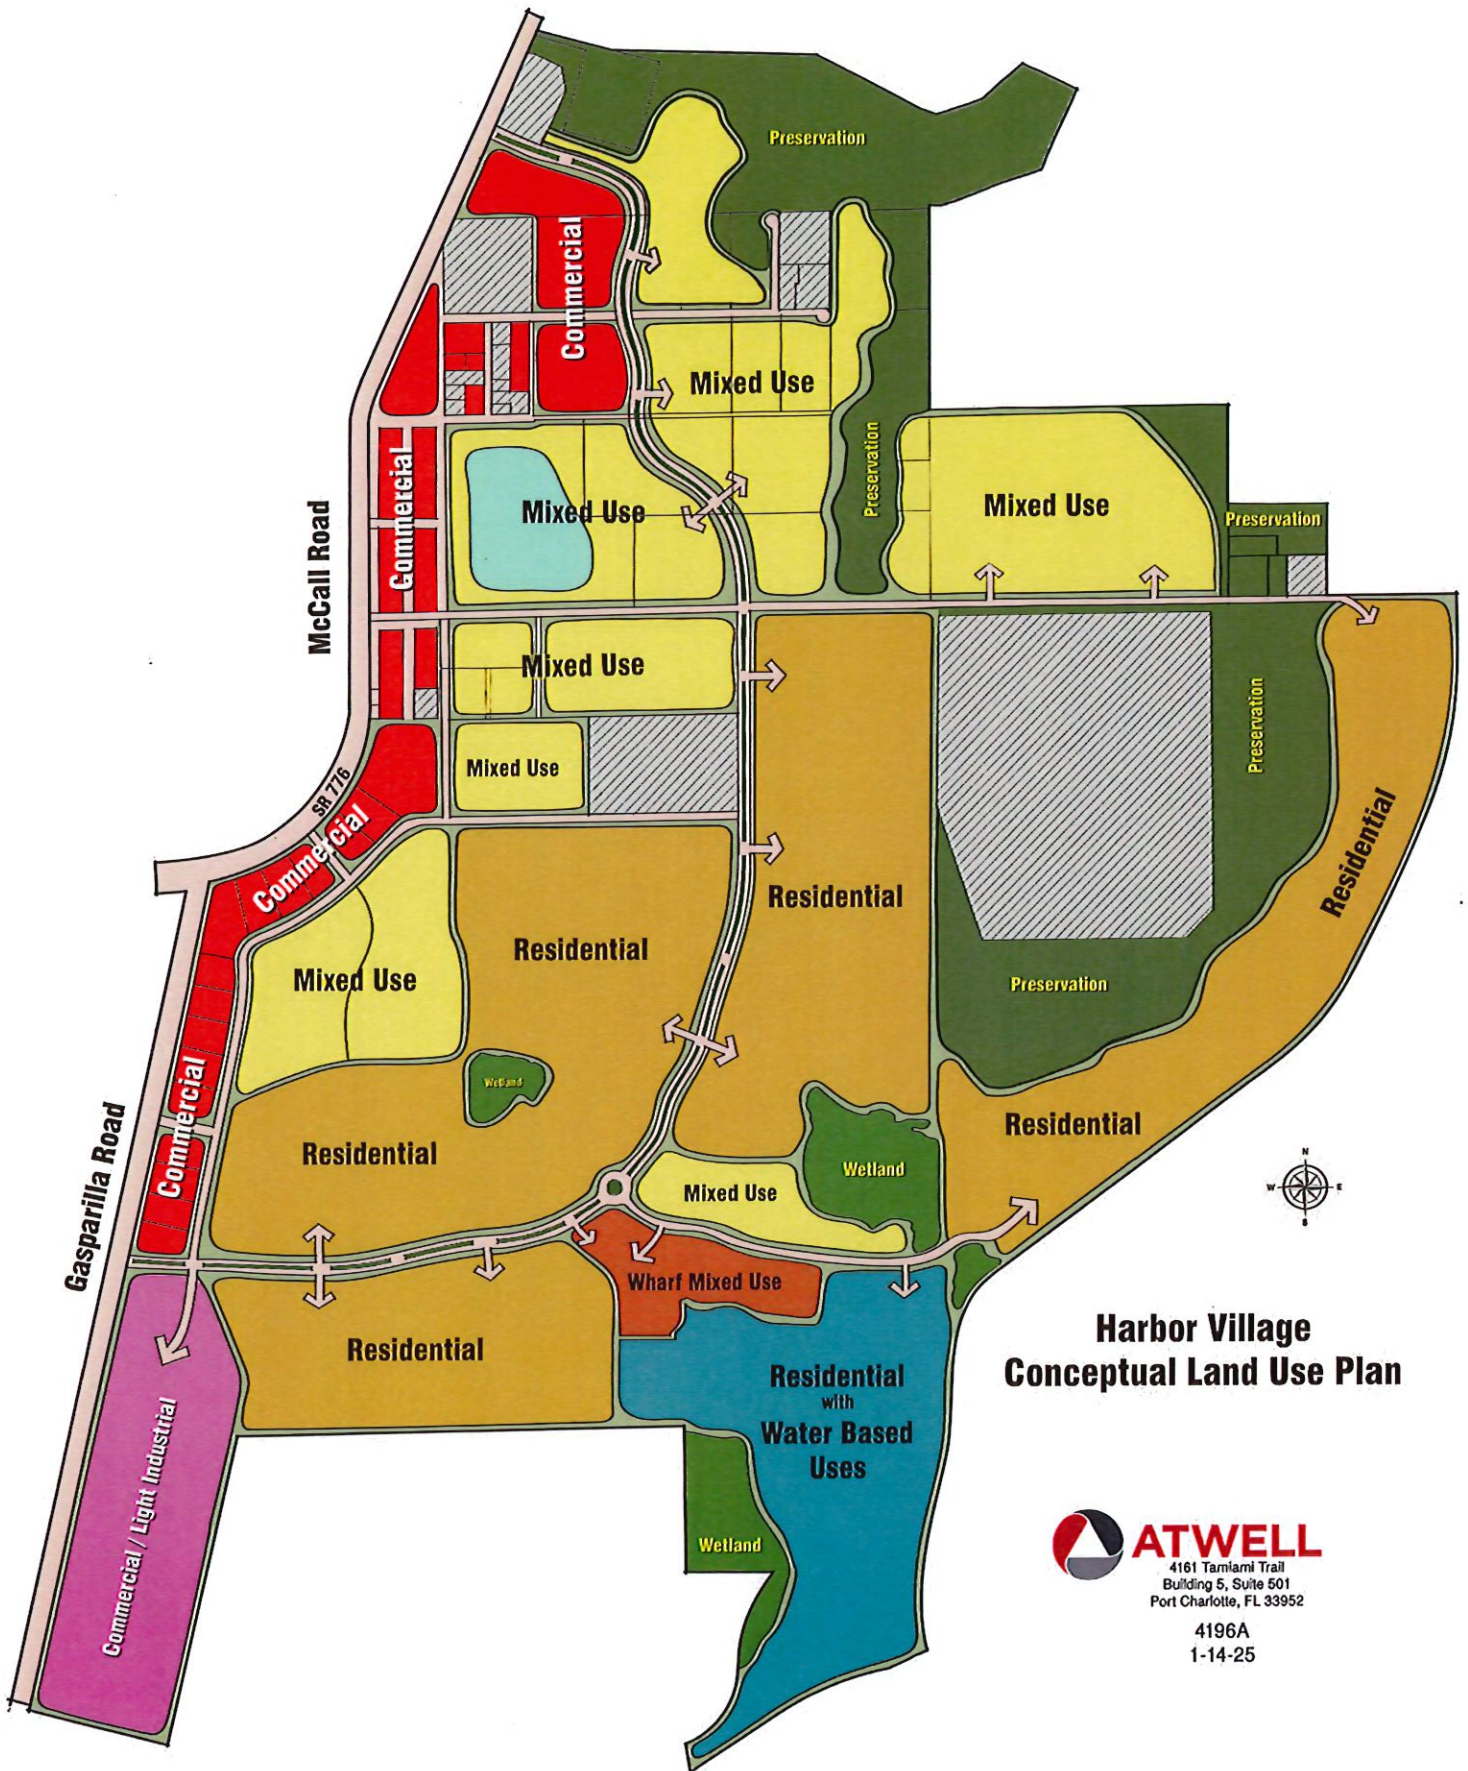 Preservation
Commercial
Mixed Use
Preservation
Commercial
Mixed Use
Mixed Use
Preservation
McCall Road
Mixed Use
Preservation
Mixed Use
SR 776
Commercial
Residential
Residential
Residential
Mixed Use
Preservation
Commercial
Wetland
Residential
Residential
Wetland
Mixed Use
Gasparilla Road
N
W
E
S
Wharf Mixed Use
Residential
Harbor Village
Conceptual Land Use Plan
Residential
with
Water Based
Uses
Commercial / Light Industrial
Wetland
ATWELL
4161 Tamiami Trail
Building 5, Suite 501
Port Charlotte, FL 33952
4196A
1-14-25